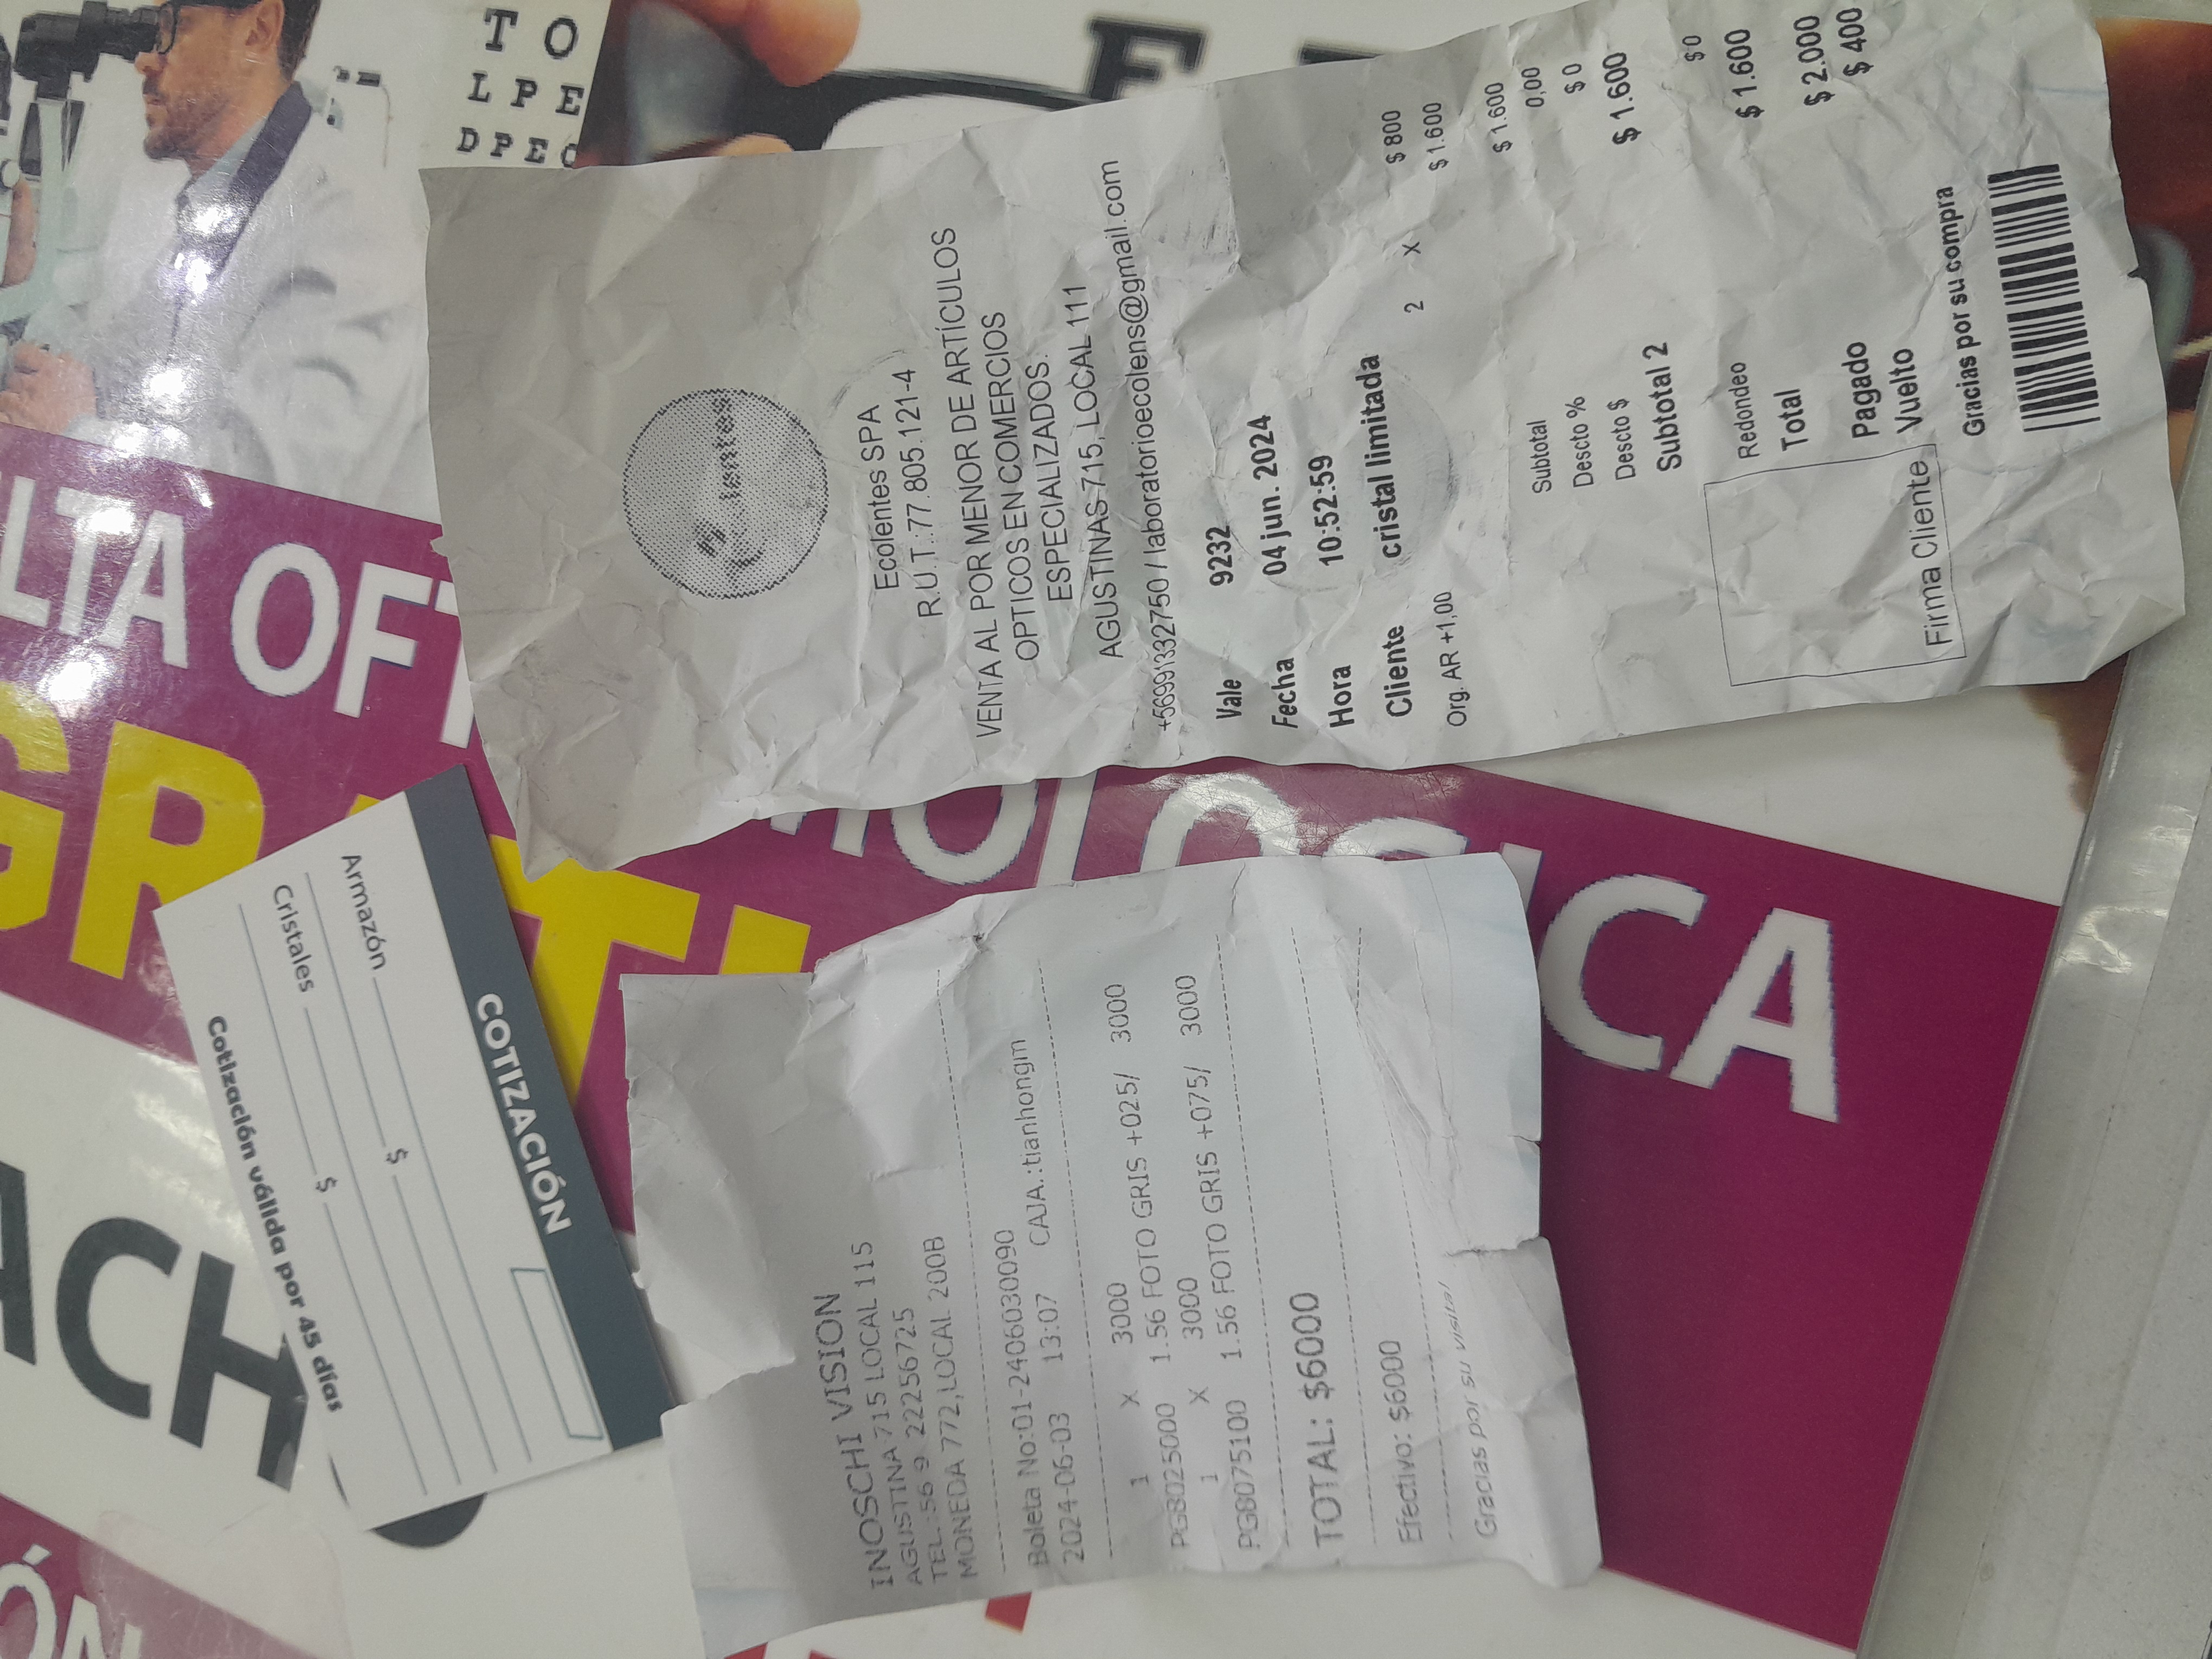 COTIZACIÓN
Armazón $
Cristales $
Cotización válida por 45 días
INOSCHI VISION
AGUSTINA 715 LOCAL 115
TEL.:56 9 22256725
MONEDA 772,LOCAL 200B
Boleta No:01-2406030090
2024-06-03 13:07 CAJA.:tianhongm
1 X 3000
PG8025000 1.56 FOTO GRIS +025/ 3000
1 X 3000
PG8075100 1.56 FOTO GRIS +075/ 3000
TOTAL: $6000
Efectivo: $6000
Gracias por su visita!
lentes
Ecolentes SPA
R.U.T.:77.805.121-4
VENTA AL POR MENOR DE ARTÍCULOS
OPTICOS EN COMERCIOS
ESPECIALIZADOS.
AGUSTINAS 715, LOCAL 111
+56991332750 / laboratorioecolens@gmail.com
Vale 9232
Fecha 04 jun. 2024
Hora 10:52:59
Cliente cristal limitada
2 X $ 800
Org. AR +1,00 $ 1.600
Subtotal $ 1.600
Descto % 0,00
Descto $ $ 0
Subtotal 2 $ 1.600
Redondeo $ 0
Total $ 1.600
Pagado $ 2.000
Vuelto $ 400
Firma Cliente
Gracias por su compra
T O
L P E